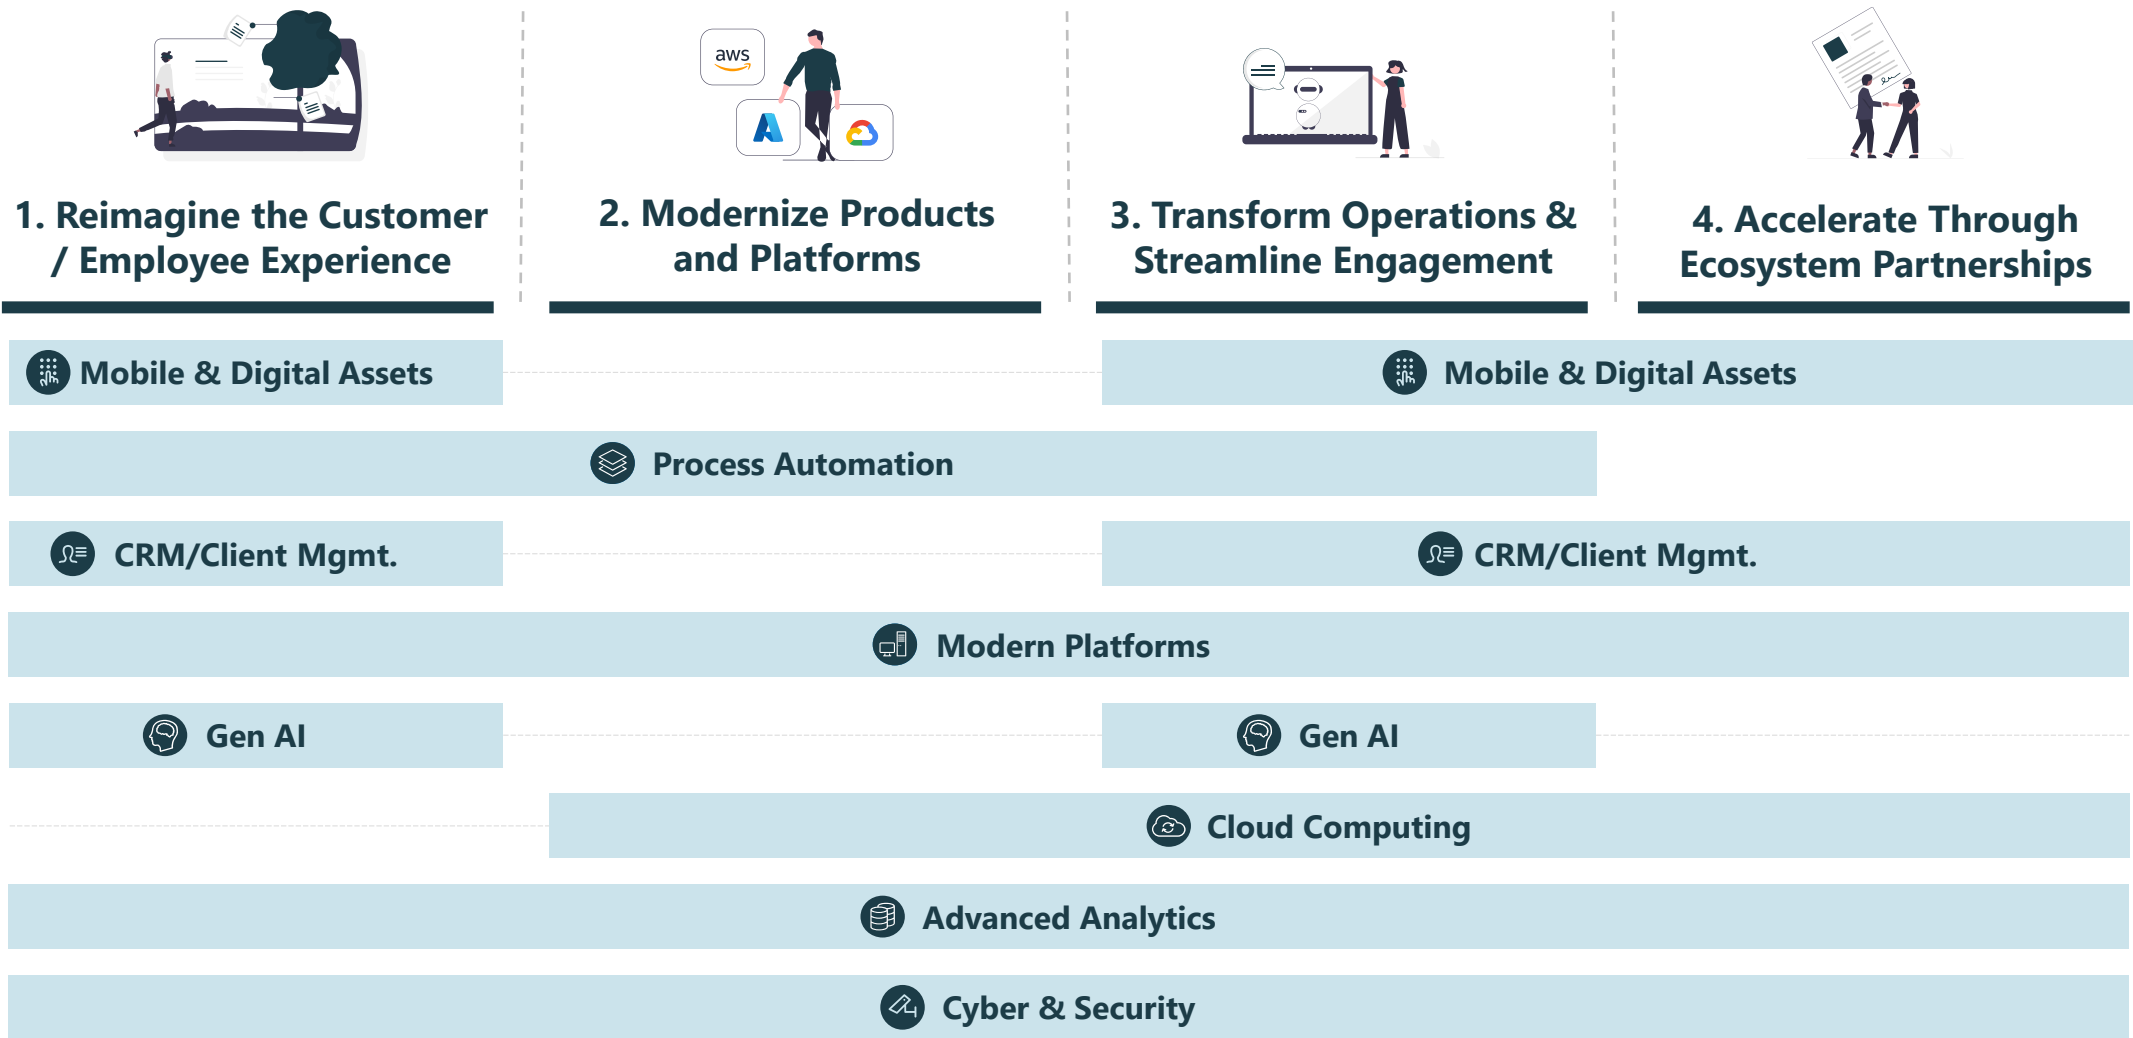 aws
1. Reimagine the Customer
/ Employee Experience
2. Modernize Products
and Platforms
3. Transform Operations &
Streamline Engagement
4. Accelerate Through
Ecosystem Partnerships
Mobile & Digital Assets
Mobile & Digital Assets
Process Automation
CRM/Client Mgmt.
CRM/Client Mgmt.
Modern Platforms
Gen AI
Gen AI
Cloud Computing
Advanced Analytics
Cyber & Security